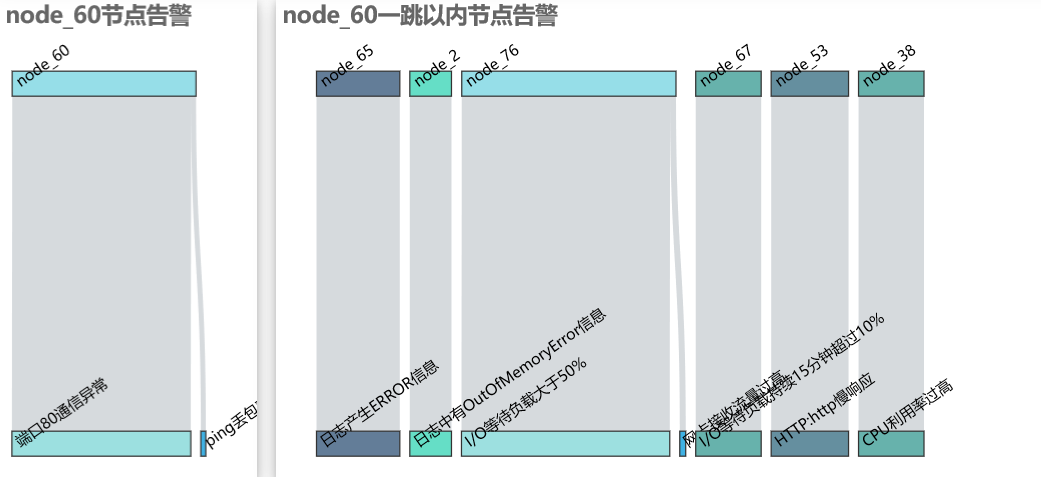 node_60节点告警
node_60
端口80通信异常
ping丢包
node_60一跳以内节点告警
node_65
node_2
node_76
node_67
node_53
node_38
日志产生ERROR信息
日志中有OutOfMemoryError信息
I/O等待负载大于50%
网卡接收流量过高
I/O等待负载持续15分钟超过10%
HTTP:http慢响应
CPU利用率过高